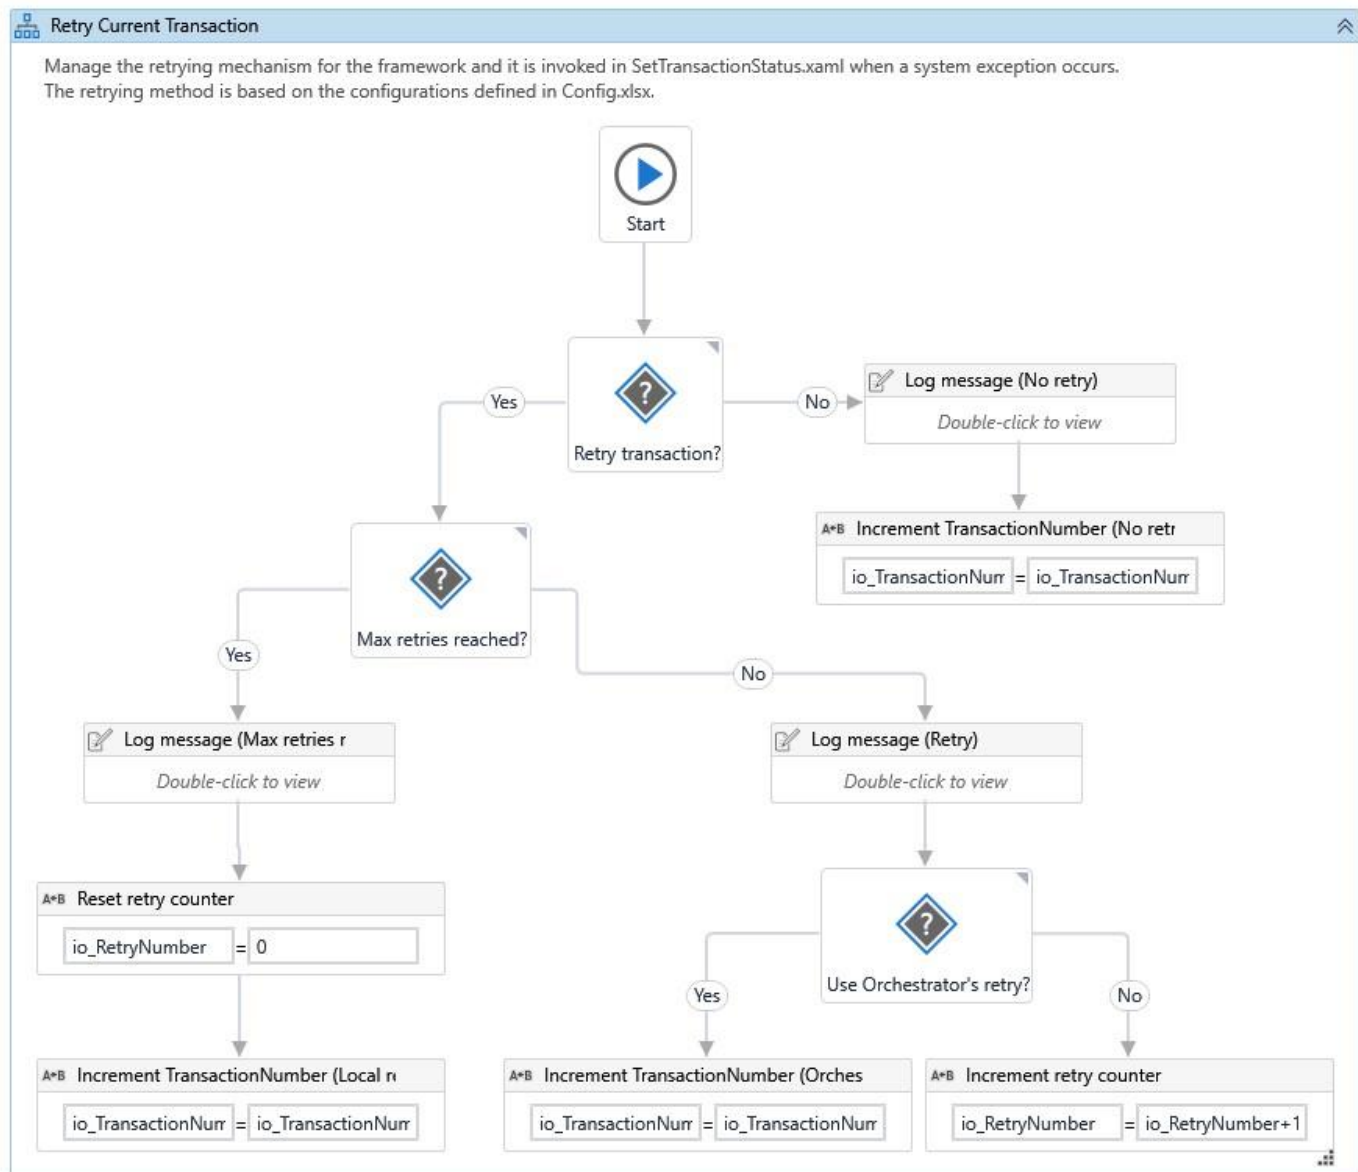 Retry Current Transaction
Manage the retrying mechanism for the framework and it is invoked in SetTransactionStatus.xaml when a system exception occurs.
The retrying method is based on the configurations defined in Config.xlsx.
Start
Retry transaction?
Yes
No
Log message (No retry)
Double-click to view
A+B Increment TransactionNumber (No retr
io_TransactionNum = io_TransactionNum
Max retries reached?
Yes
No
Log message (Max retries r
Double-click to view
Log message (Retry)
Double-click to view
A+B Reset retry counter
io_RetryNumber = 0
Use Orchestrator's retry?
Yes
No
A+B Increment TransactionNumber (Local re
io_TransactionNum = io_TransactionNum
A+B Increment TransactionNumber (Orches
io_TransactionNum = io_TransactionNum
A+B Increment retry counter
io_RetryNumber = io_RetryNumber+1